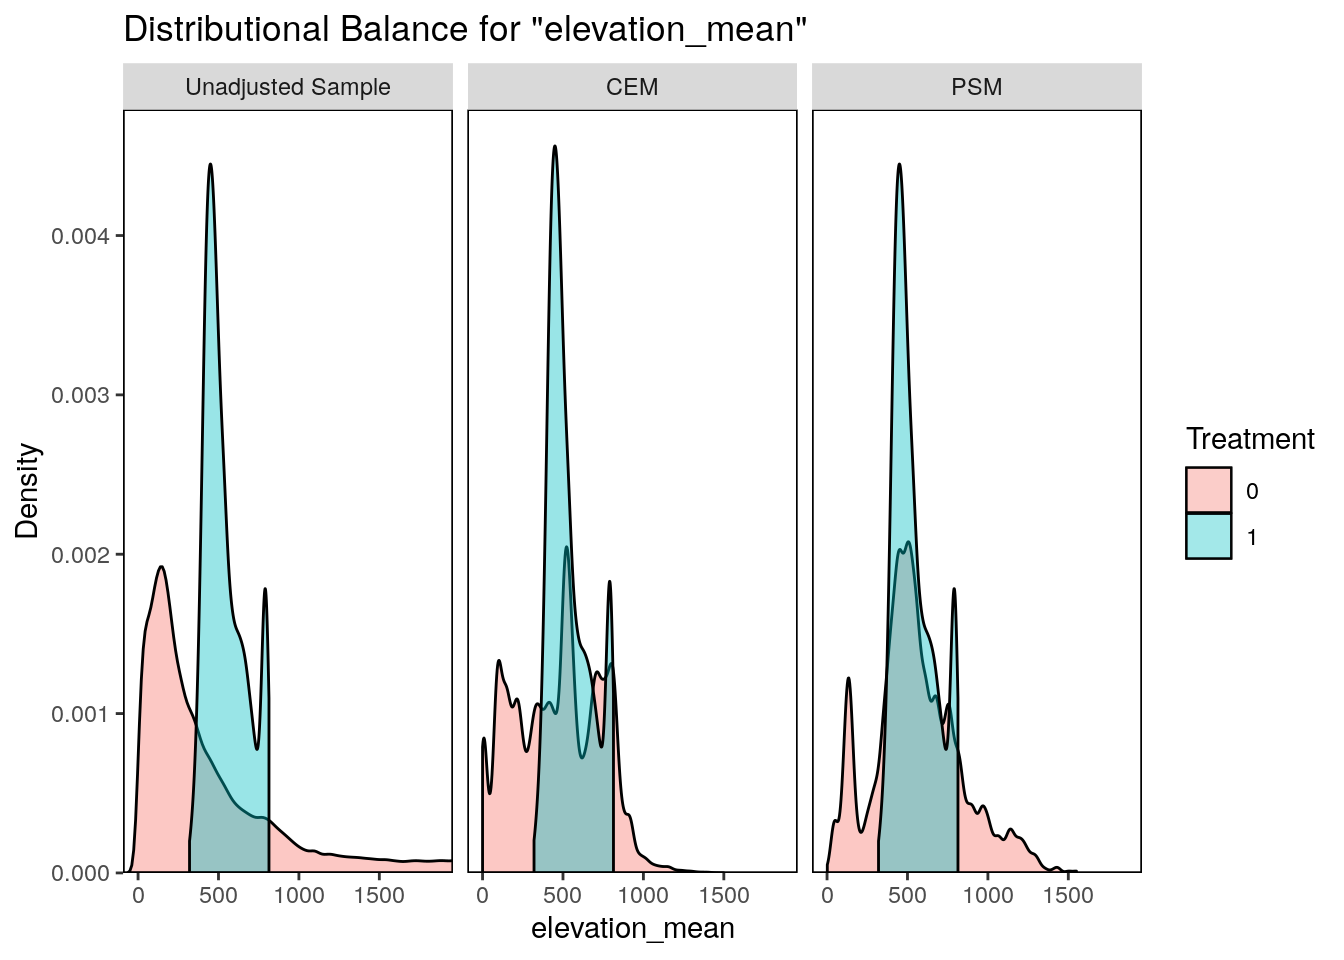 Distributional Balance for "elevation_mean"
Unadjusted Sample
CEM
PSM
Density
0.004
0.003
0.002
0.001
0.000
0 500 1000 1500
0 500 1000 1500
0 500 1000 1500
elevation_mean
Treatment
0
1